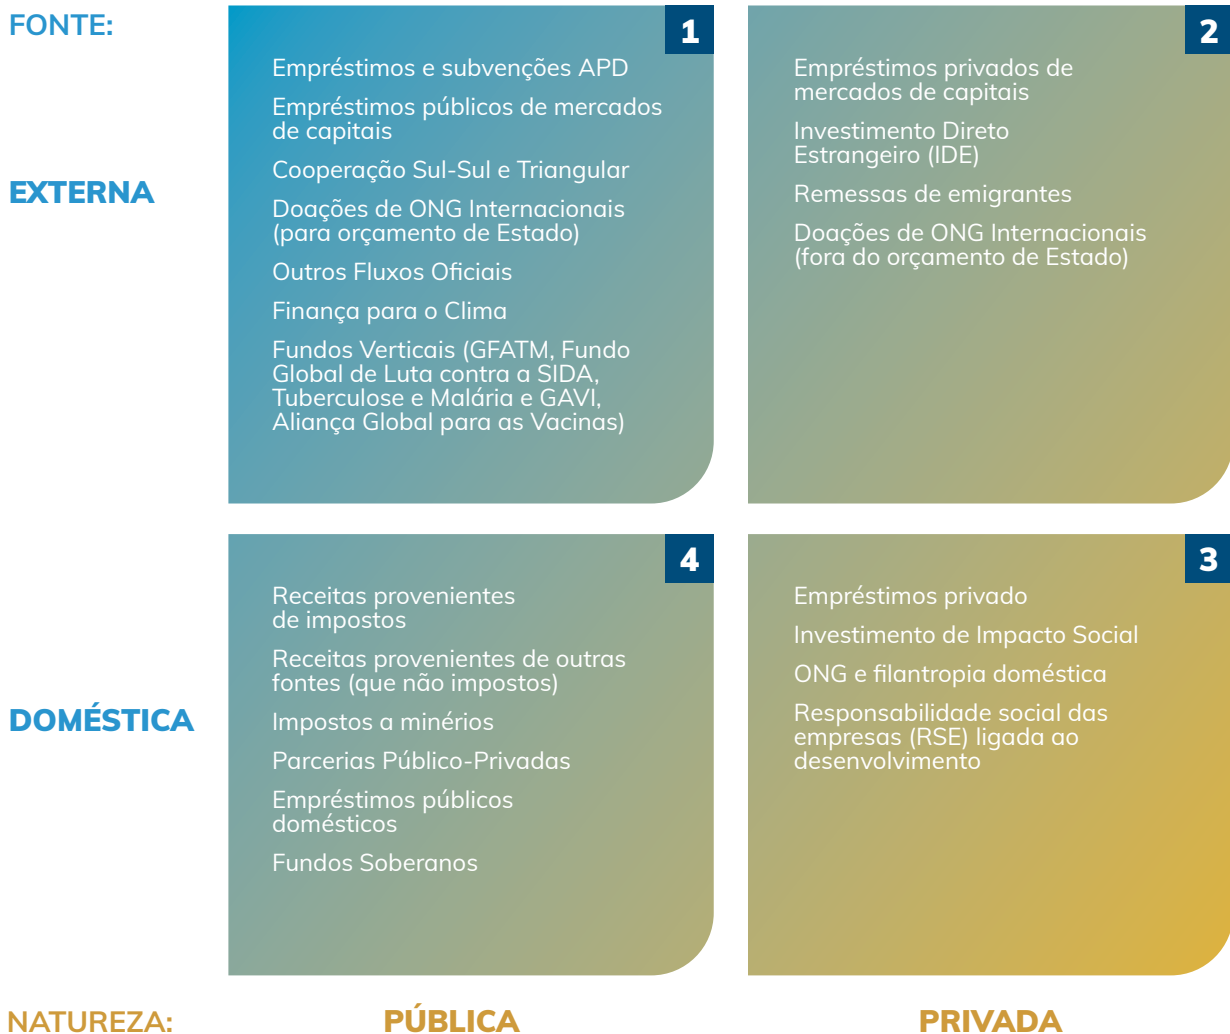 FONTE:
EXTERNA
1
Empréstimos e subvenções APD
Empréstimos públicos de mercados
de capitais
Cooperação Sul-Sul e Triangular
Doações de ONG Internacionais
(para orçamento de Estado)
Outros Fluxos Oficiais
Finança para o Clima
Fundos Verticais (GFATM, Fundo
Global de Luta contra a SIDA,
Tuberculose e Malária e GAVI,
Aliança Global para as Vacinas)
2
Empréstimos privados de
mercados de capitais
Investimento Direto
Estrangeiro (IDE)
Remessas de emigrantes
Doações de ONG Internacionais
(fora do orçamento de Estado)
DOMÉSTICA
4
Receitas provenientes
de impostos
Receitas provenientes de outras
fontes (que não impostos)
Impostos a minérios
Parcerias Público-Privadas
Empréstimos públicos
domésticos
Fundos Soberanos
3
Empréstimos privado
Investimento de Impacto Social
ONG e filantropia doméstica
Responsabilidade social das
empresas (RSE) ligada ao
desenvolvimento
NATUREZA:
PÚBLICA
PRIVADA